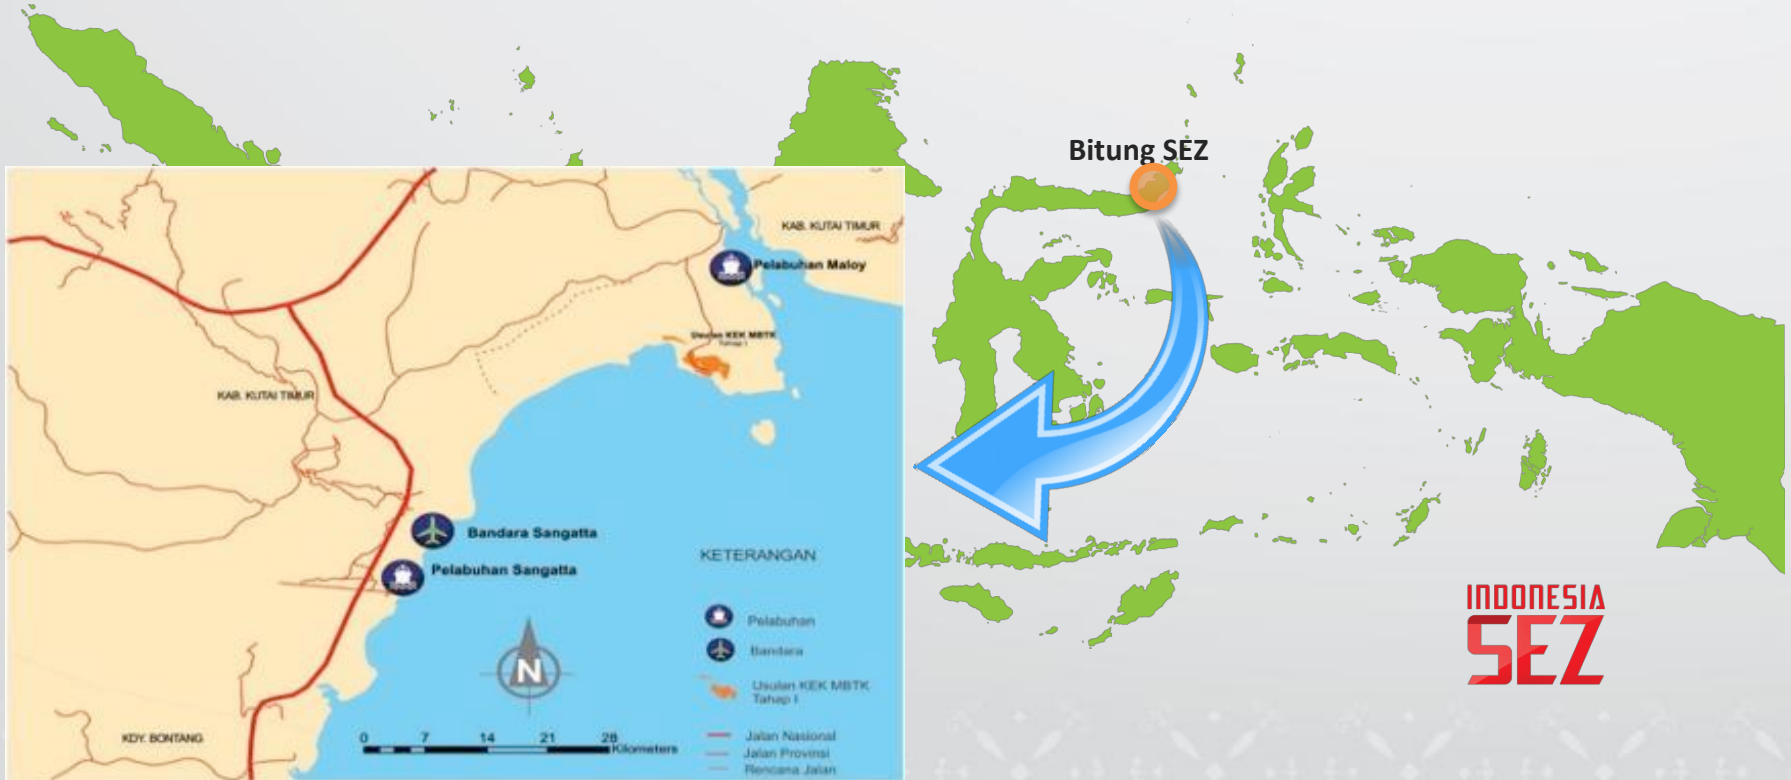 Bitung SEZ
KAB. KUTAI TIMUR
Pelabuhan Maloy
Usulan KEK MBTK
Tahap I
KAB. KUTAI TIMUR
Bandara Sangatta
Pelabuhan Sangatta
KETERANGAN
Pelabuhan
Bandara
Usulan KEK MBTK
Tahap I
Jalan Nasional
Jalan Provinsi
Rencana Jalan
N
0 7 14 21 28
Kilometers
KDY. BONTANG
INDONESIA
SEZ